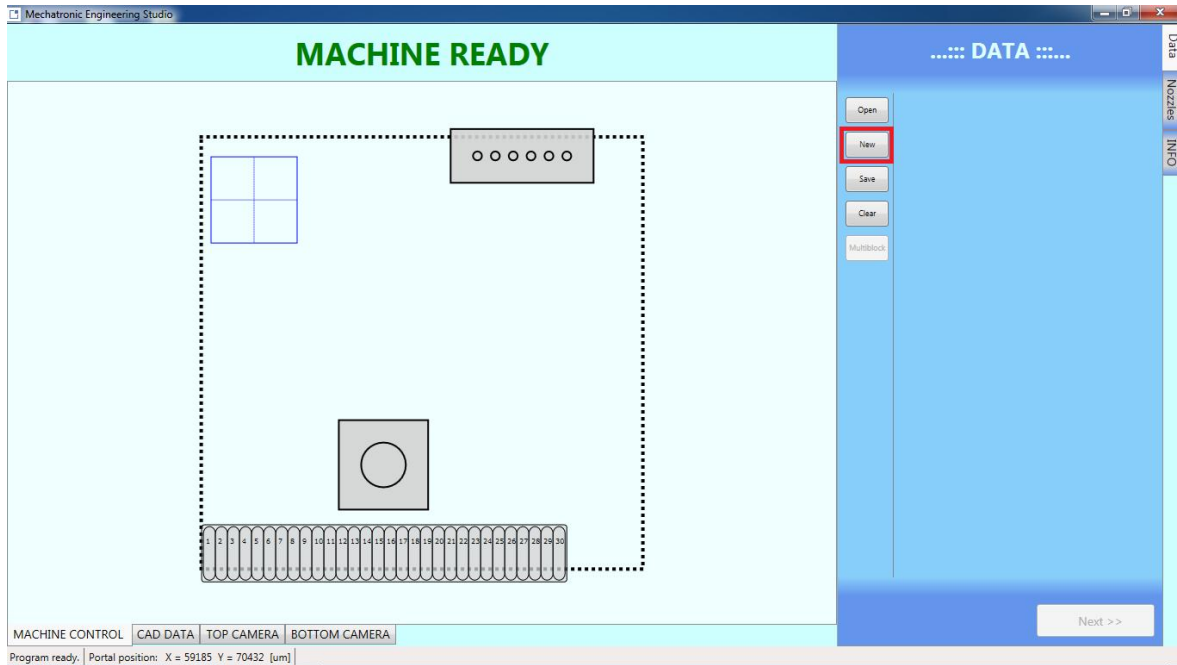 Mechatronic Engineering Studio
MACHINE READY
...::: DATA :::...
Data
Nozzles
INFO
Open
New
Save
Clear
Multiblock
1 2 3 4 5 6 7 8 9 10 11 12 13 14 15 16 17 18 19 20 21 22 23 24 25 26 27 28 29 30
Next >>
MACHINE CONTROL CAD DATA TOP CAMERA BOTTOM CAMERA
Program ready. Portal position: X = 59185 Y = 70432 [um]